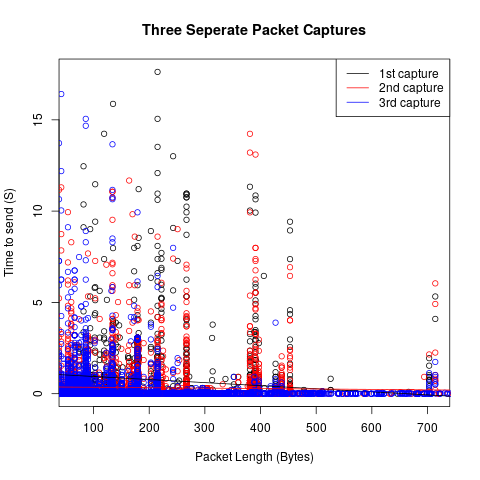 Three Seperate Packet Captures
1st capture
2nd capture
3rd capture
Time to send (S)
15
10
5
0
100 200 300 400 500 600 700
Packet Length (Bytes)